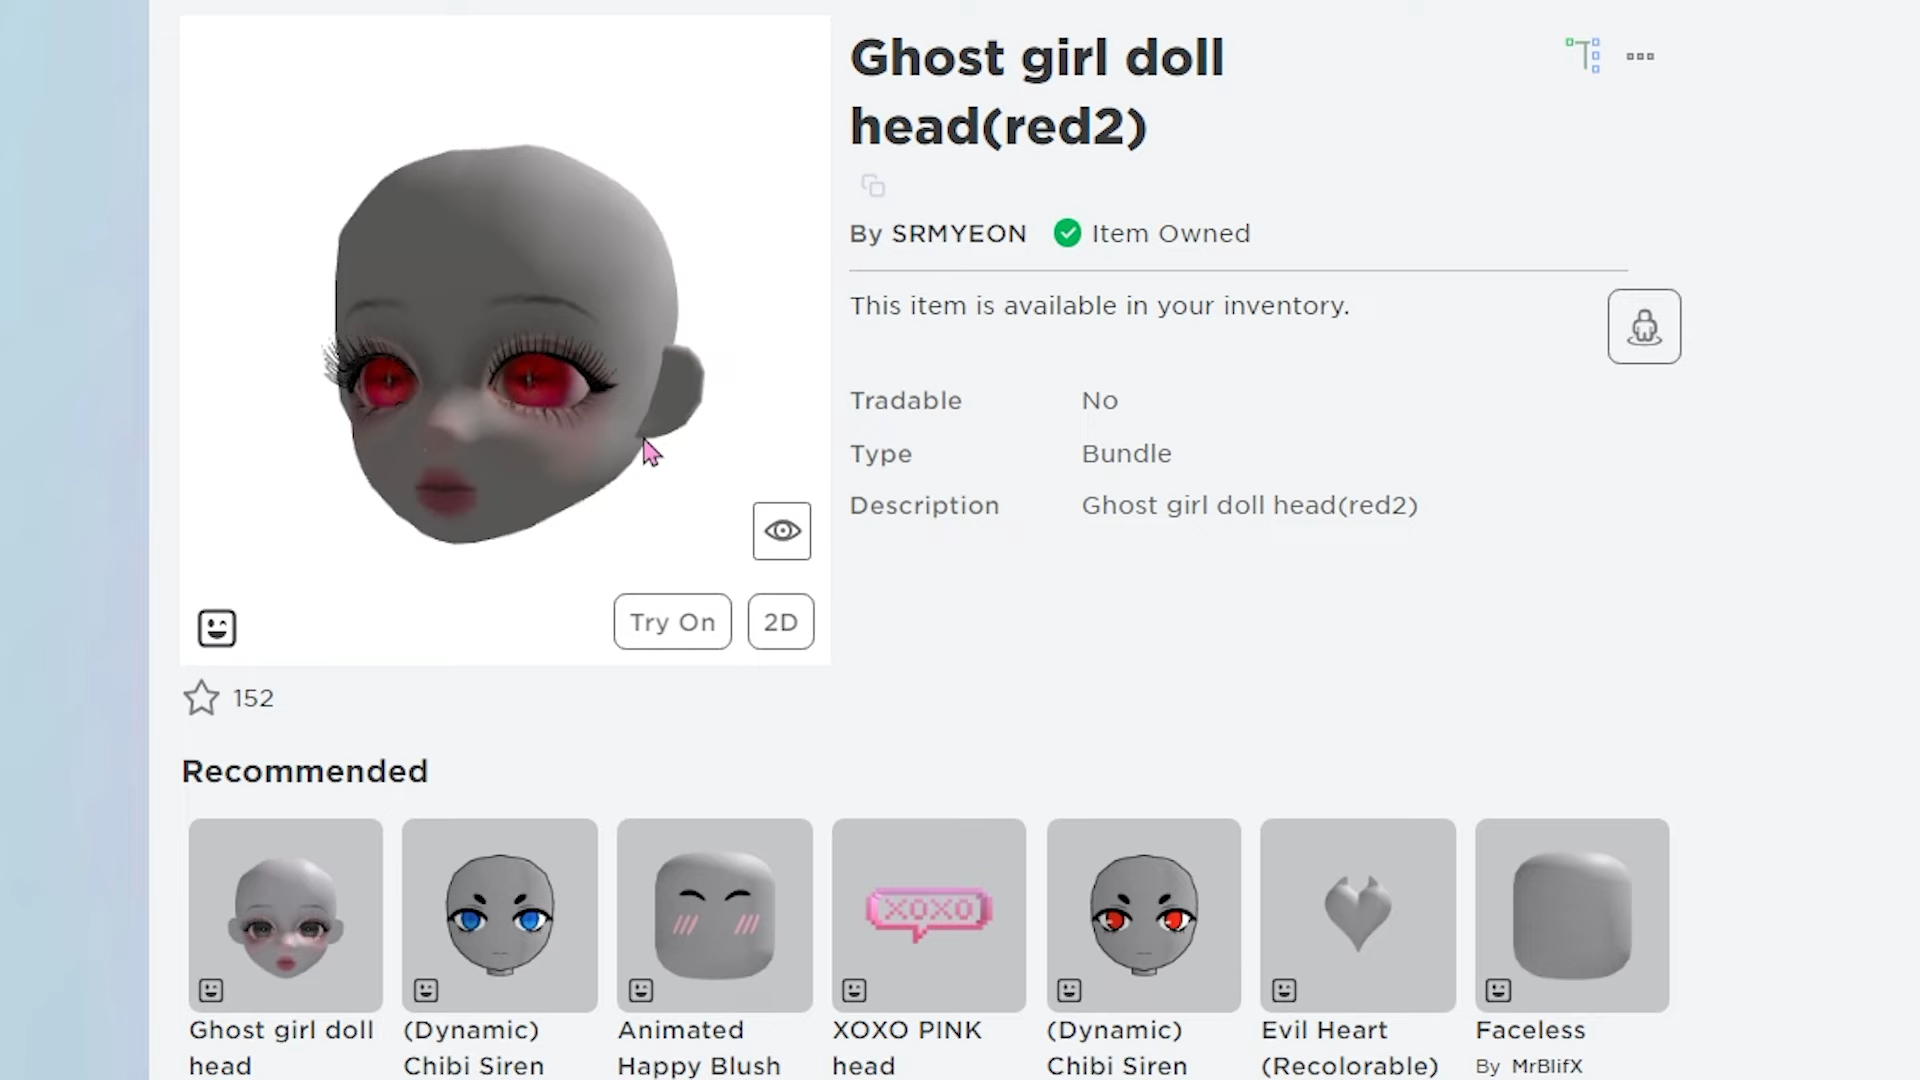 Ghost girl doll
head(red2)
By SRMYEON Item Owned
This item is available in your inventory.
Tradable No
Type Bundle
Description Ghost girl doll head(red2)
Try On 2D
152
Recommended
XOXO
Ghost girl doll
head
(Dynamic)
Chibi Siren
Animated
Happy Blush
XOXO PINK
head
(Dynamic)
Chibi Siren
Evil Heart
(Recolorable)
Faceless
By MrBlifX